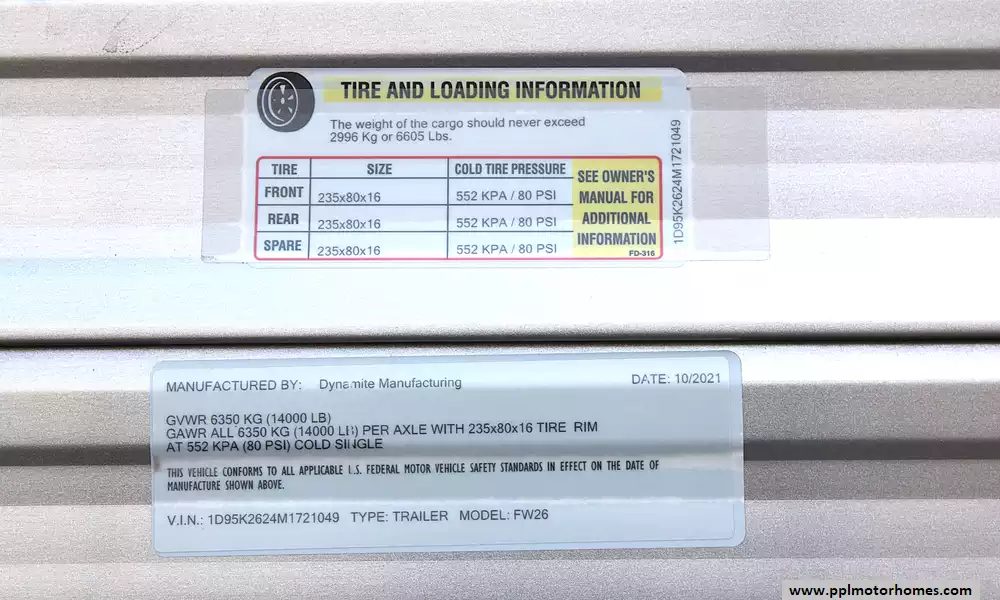 TIRE AND LOADING INFORMATION
The weight of the cargo should never exceed
2996 Kg or 6605 Lbs.
TIRE SIZE COLD TIRE PRESSURE
FRONT 235x80x16 552 KPA / 80 PSI
REAR 235x80x16 552 KPA / 80 PSI
SPARE 235x80x16 552 KPA / 80 PSI
SEE OWNER'S
MANUAL FOR
ADDITIONAL
INFORMATION
FD-316
1D95K2624M1721049
MANUFACTURED BY: Dynamite Manufacturing DATE: 10/2021
GVWR 6350 KG (14000 LB)
GAWR ALL 6350 KG (14000 LB) PER AXLE WITH 235x80x16 TIRE RIM
AT 552 KPA (80 PSI) COLD SINGLE
THIS VEHICLE CONFORMS TO ALL APPLICABLE U.S. FEDERAL MOTOR VEHICLE SAFETY STANDARDS IN EFFECT ON THE DATE OF
MANUFACTURE SHOWN ABOVE.
V.I.N.: 1D95K2624M1721049 TYPE: TRAILER MODEL: FW26
www.pplmotorhomes.com